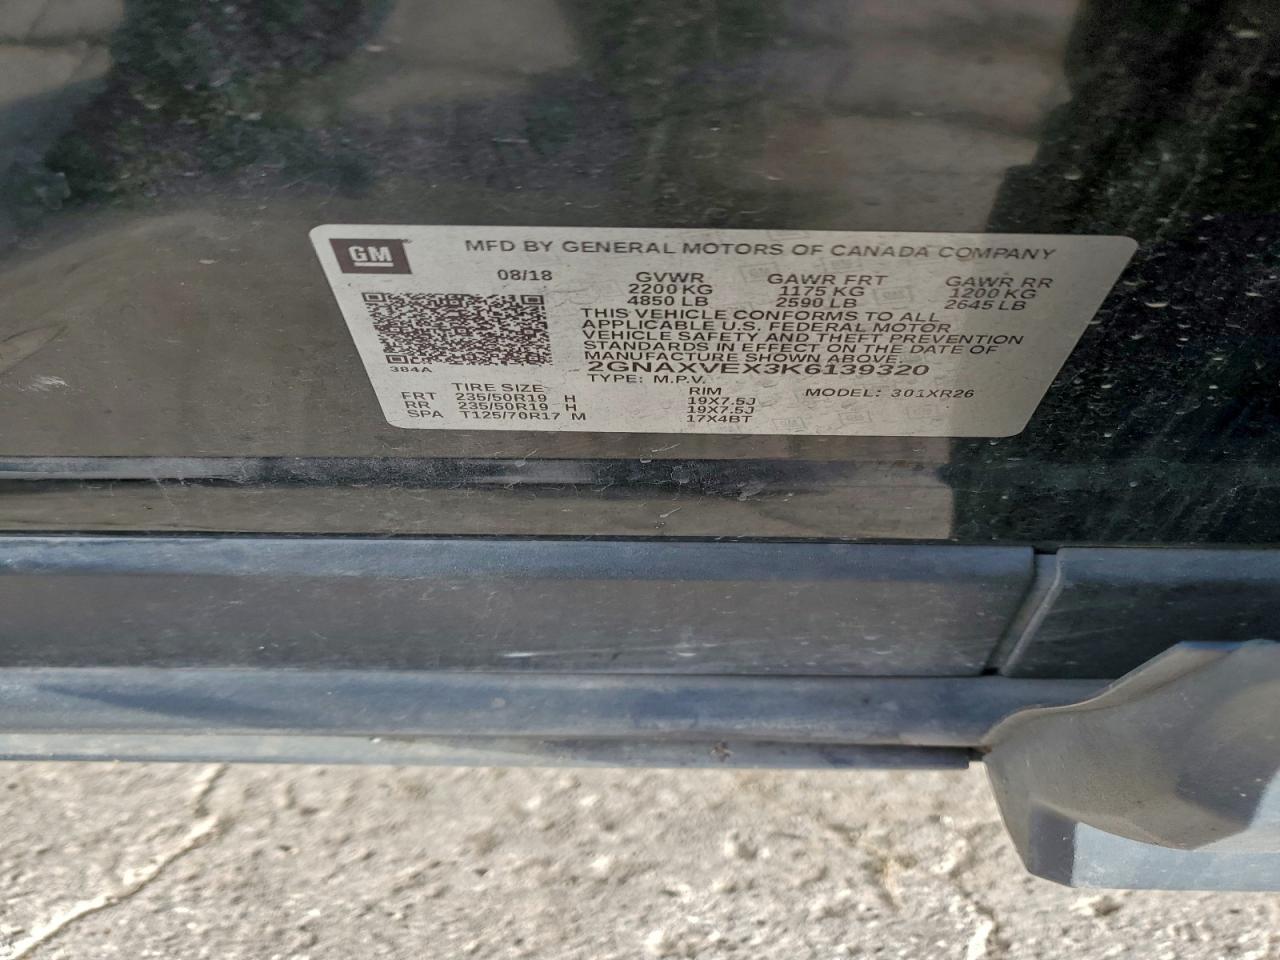 GM
MFD BY GENERAL MOTORS OF CANADA COMPANY
08/18 GVWR GAWR FRT GAWR RR
2200 KG 1175 KG 1200 KG
4850 LB 2590 LB 2645 LB
THIS VEHICLE CONFORMS TO ALL
APPLICABLE U.S. FEDERAL MOTOR
VEHICLE SAFETY AND THEFT PREVENTION
STANDARDS IN EFFECT ON THE DATE OF
MANUFACTURE SHOWN ABOVE.
384A 2GNAXVEX3K6139320
TYPE: M.P.V. MODEL: 301XR26
TIRE SIZE RIM
FRT 235/50R19 H 19X7.5J
RR 235/50R19 H 19X7.5J
SPA T125/70R17 M 17X4BT